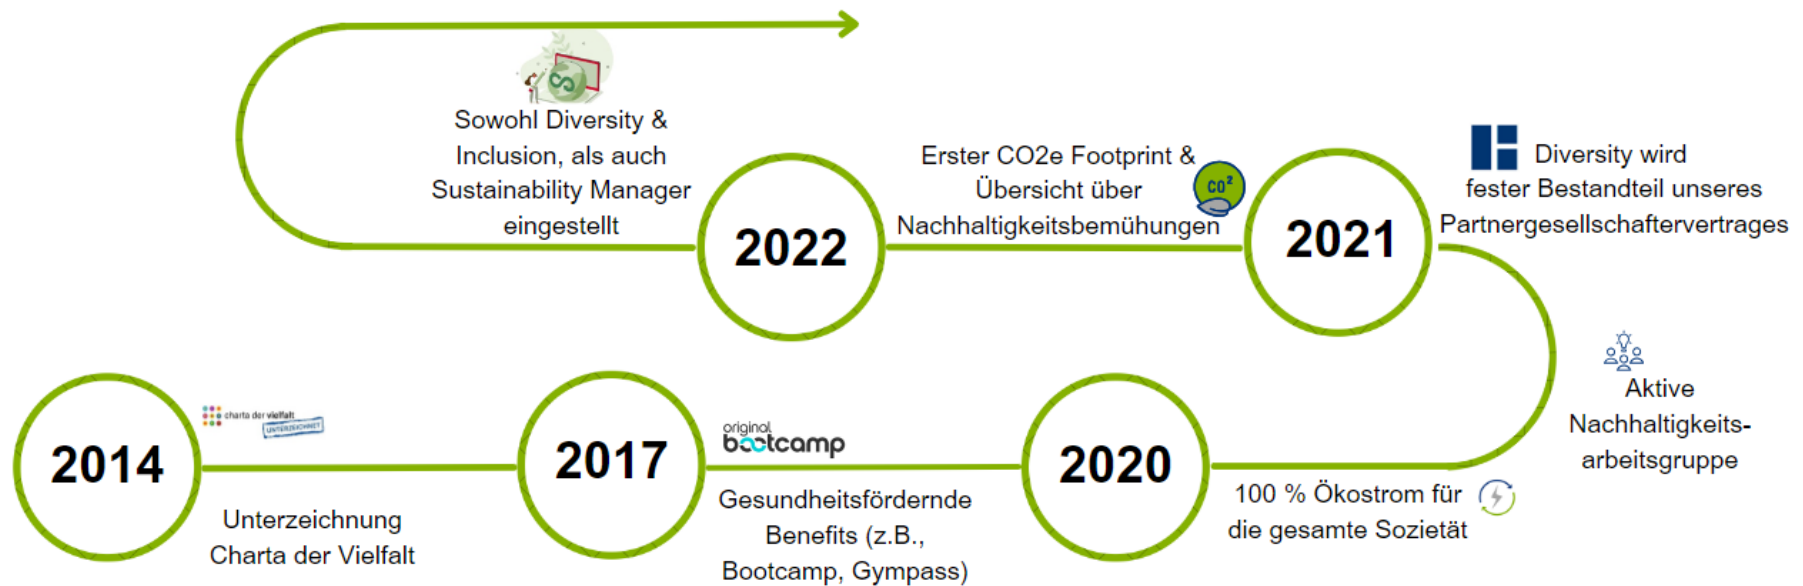 Sowohl Diversity &
Inclusion, als auch
Sustainability Manager
eingestellt
2022
Erster CO2e Footprint &
Übersicht über
Nachhaltigkeitsbemühungen
CO²
2021
Diversity wird
fester Bestandteil unseres
Partnergesellschaftervertrages
2014
charta der vielfalt
UNTERZEICHNET
Unterzeichnung
Charta der Vielfalt
2017
original
bootcamp
Gesundheitsfördernde
Benefits (z.B.,
Bootcamp, Gympass)
2020
100 % Ökostrom für
die gesamte Sozietät
Aktive
Nachhaltigkeits-
arbeitsgruppe